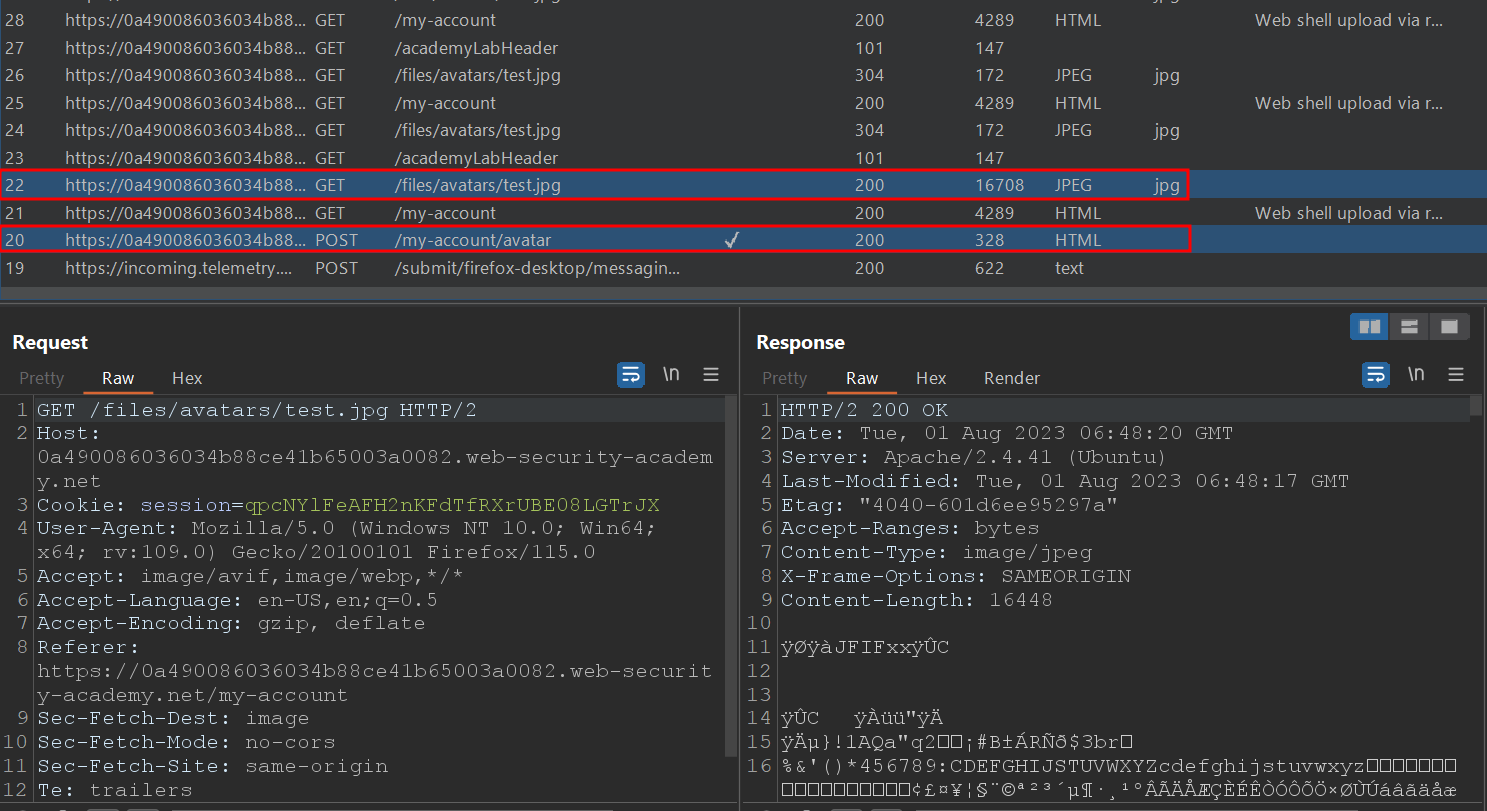 28 https://0a490086036034b88... GET /my-account 200 4289 HTML Web shell upload via r...
27 https://0a490086036034b88... GET /academyLabHeader 101 147
26 https://0a490086036034b88... GET /files/avatars/test.jpg 304 172 JPEG jpg
25 https://0a490086036034b88... GET /my-account 200 4289 HTML Web shell upload via r...
24 https://0a490086036034b88... GET /files/avatars/test.jpg 304 172 JPEG jpg
23 https://0a490086036034b88... GET /academyLabHeader 101 147
22 https://0a490086036034b88... GET /files/avatars/test.jpg 200 16708 JPEG jpg
21 https://0a490086036034b88... GET /my-account 200 4289 HTML Web shell upload via r...
20 https://0a490086036034b88... POST /my-account/avatar ✓ 200 328 HTML
19 https://incoming.telemetry.... POST /submit/firefox-desktop/messagin... 200 622 text
Request
Pretty Raw Hex \n
1 GET /files/avatars/test.jpg HTTP/2
2 Host:
0a490086036034b88ce41b65003a0082.web-security-academ
y.net
3 Cookie: session=qpcNYlFeAFH2nKFdTfRXrUBE08LGTrJX
4 User-Agent: Mozilla/5.0 (Windows NT 10.0; Win64;
x64; rv:109.0) Gecko/20100101 Firefox/115.0
5 Accept: image/avif,image/webp,*/*
6 Accept-Language: en-US,en;q=0.5
7 Accept-Encoding: gzip, deflate
8 Referer:
https://0a490086036034b88ce41b65003a0082.web-securit
y-academy.net/my-account
9 Sec-Fetch-Dest: image
10 Sec-Fetch-Mode: no-cors
11 Sec-Fetch-Site: same-origin
12 Te: trailers
Response
Pretty Raw Hex Render \n
1 HTTP/2 200 OK
2 Date: Tue, 01 Aug 2023 06:48:20 GMT
3 Server: Apache/2.4.41 (Ubuntu)
4 Last-Modified: Tue, 01 Aug 2023 06:48:17 GMT
5 Etag: "4040-601d6ee95297a"
6 Accept-Ranges: bytes
7 Content-Type: image/jpeg
8 X-Frame-Options: SAMEORIGIN
9 Content-Length: 16448
10
11 ÿØÿàJFIFxxÿÛC
12
13
14 ÿÛC ÿÀüü"ÿÄ
15 ÿÄµ}!1AQa"q2□□¡#B±ÁRÑð$3br□
16 %&'()*456789:CDEFGHIJSTUVWXYZcdefghijstuvwxyz□□□□□□□
□□□□□□□□□□¢£¤¥¦§¨©ª²³´µ¶·¸¹ºÂÃÄÅÆÇÈÉÊÒÓÔÕÖ×ØÙÚáâãäåæ